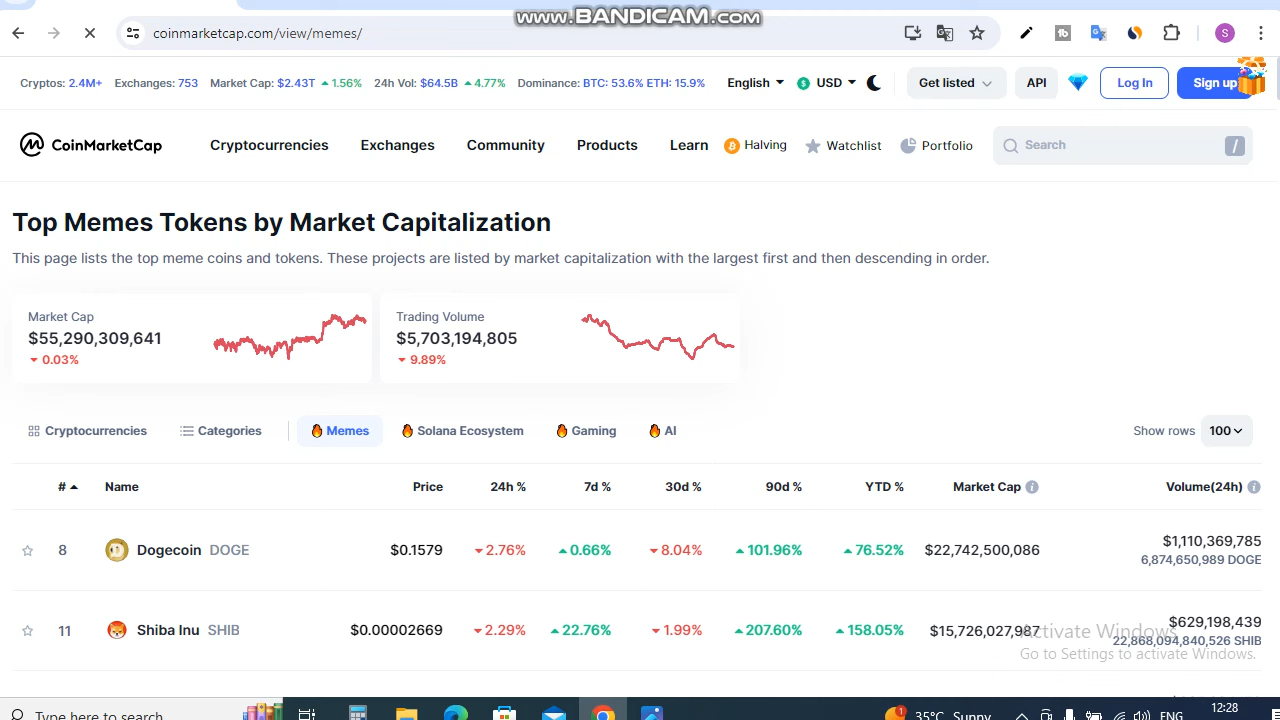 www.BANDICAM.com
coinmarketcap.com/view/memes/
S
Cryptos: 2.4M+ Exchanges: 753 Market Cap: $2.43T 1.56% 24h Vol: $64.5B 4.77% Dominance: BTC: 53.6% ETH: 15.9% English USD Get listed API Log In Sign up
CoinMarketCap Cryptocurrencies Exchanges Community Products Learn Halving Watchlist Portfolio Search /
Top Memes Tokens by Market Capitalization
This page lists the top meme coins and tokens. These projects are listed by market capitalization with the largest first and then descending in order.
Market Cap Trading Volume
$55,290,309,641 $5,703,194,805
0.03% 9.89%
Cryptocurrencies Categories Memes Solana Ecosystem Gaming AI Show rows 100
# Name Price 24h % 7d % 30d % 90d % YTD % Market Cap Volume(24h)
8 Dogecoin DOGE $0.1579 2.76% 0.66% 8.04% 101.96% 76.52% $22,742,500,086 $1,110,369,785
6,874,650,989 DOGE
11 Shiba Inu SHIB $0.00002669 2.29% 22.76% 1.99% 207.60% 158.05% $15,726,027,987 $629,198,439
22,868,094,840,526 SHIB
Activate Windows
Go to Settings to activate Windows.
Type here to search 1 35°C Sunny ENG 12:28